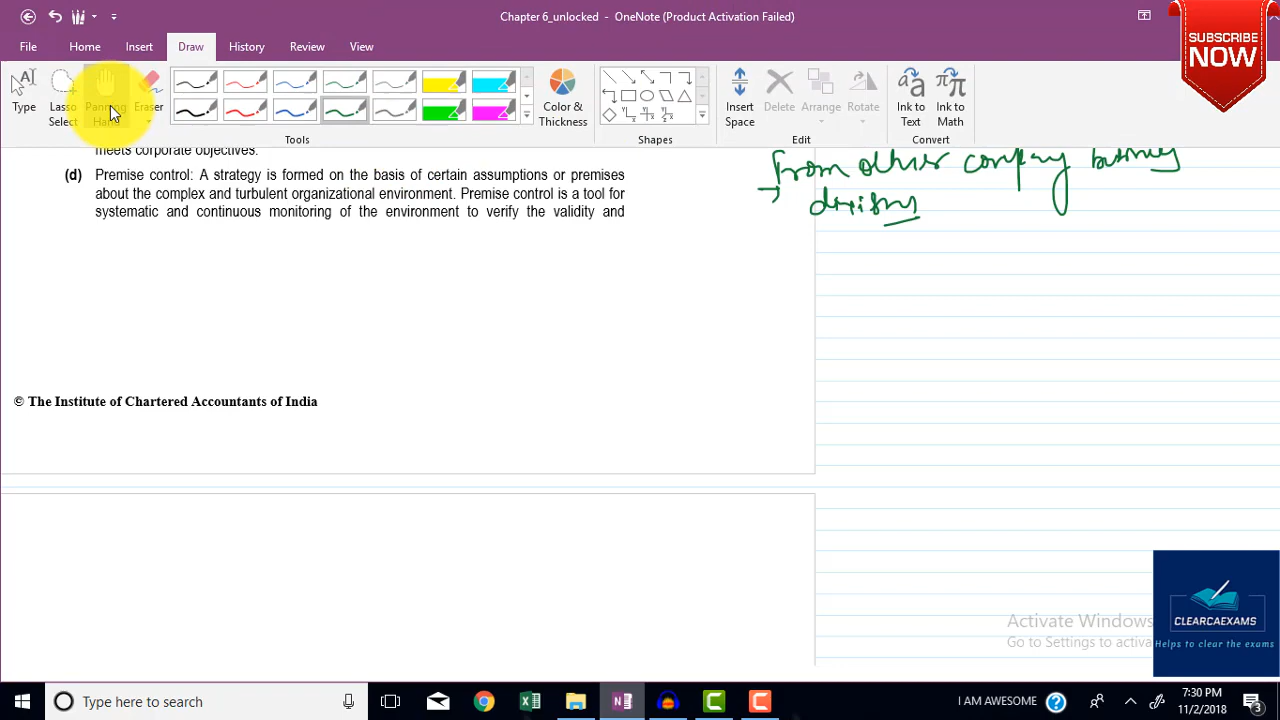 Chapter 6_unlocked - OneNote (Product Activation Failed)
SUBSCRIBE
NOW
File Home Insert Draw History Review View
Type
Lasso
Select
Panning
Hand
Eraser
Color &
Thickness
Insert
Space
Delete
Arrange
Rotate
Ink to
Text
Ink to
Math
Tools
Shapes
Edit
Convert
meets corporate objectives.
(d) Premise control: A strategy is formed on the basis of certain assumptions or premises
about the complex and turbulent organizational environment. Premise control is a tool for
systematic and continuous monitoring of the environment to verify the validity and
From other company business
© The Institute of Chartered Accountants of India
CLEARCAEXAMS
Helps to clear the exams
Activate Windows
Go to Settings to activa
Type here to search
I AM AWESOME
7:30 PM
11/2/2018
3